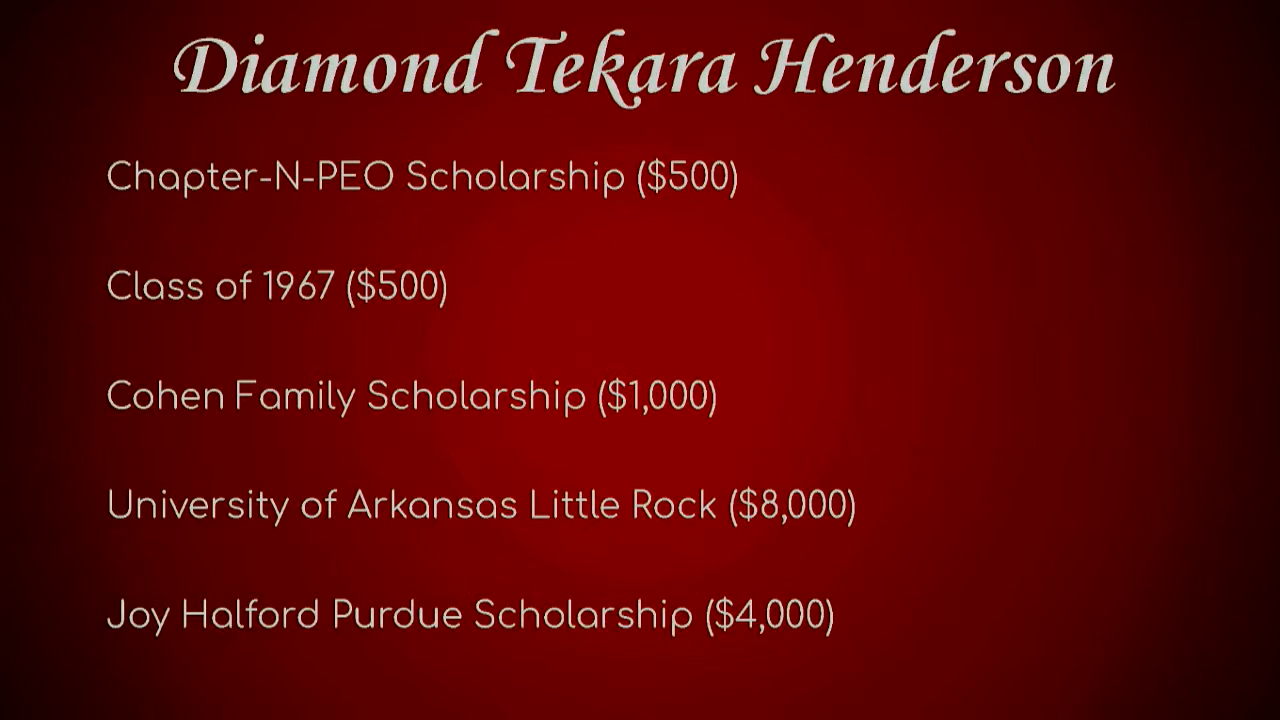 Diamond Tekara Henderson
Chapter-N-PEO Scholarship ($500)
Class of 1967 ($500)
Cohen Family Scholarship ($1,000)
University of Arkansas Little Rock ($8,000)
Joy Halford Purdue Scholarship ($4,000)